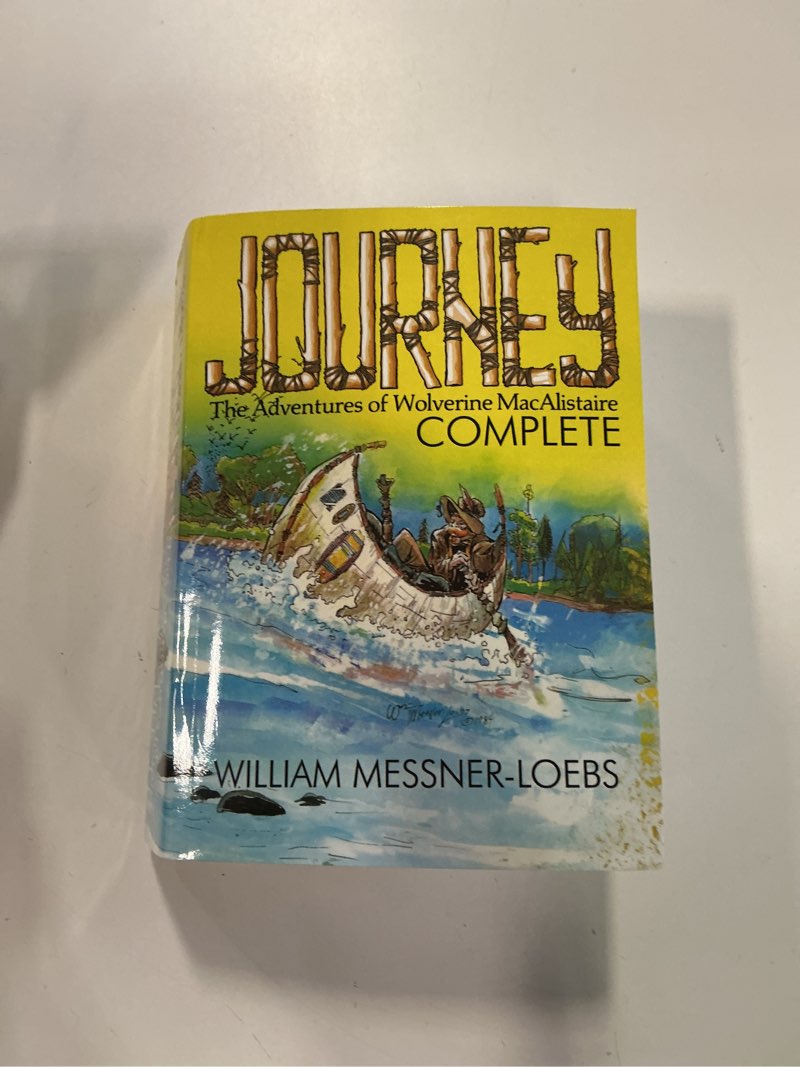 JOURNEY
The Adventures of Wolverine MacAlistaire
COMPLETE
WILLIAM MESSNER-LOEBS